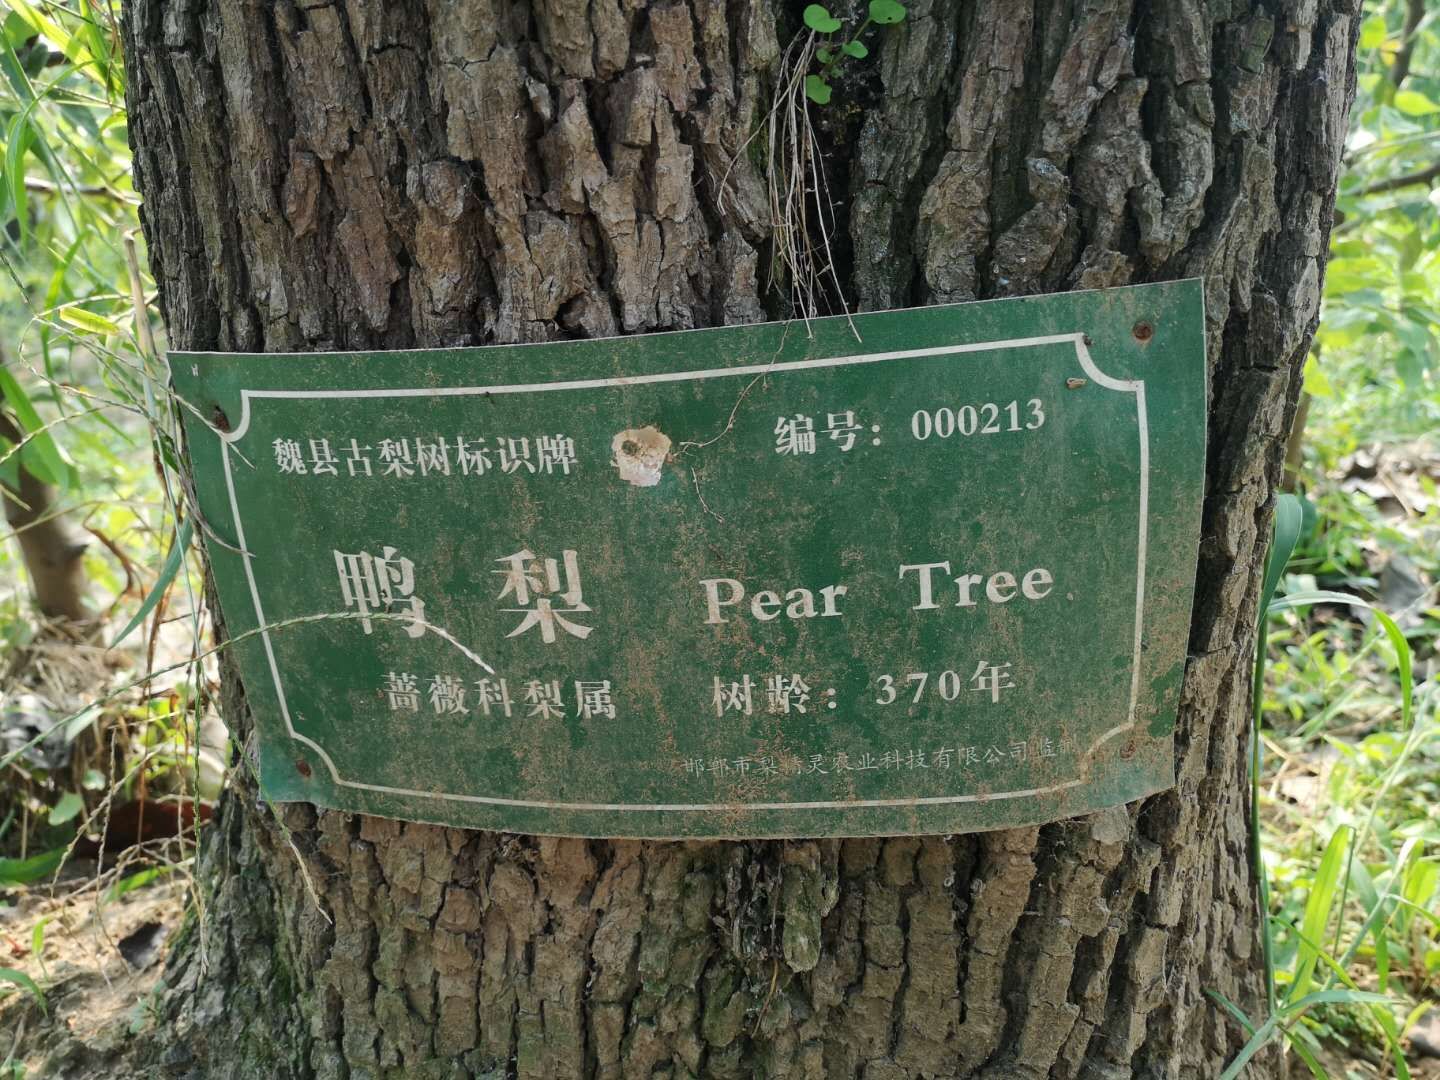 魏县古梨树标识牌
编号：000213
鸭梨 Pear Tree
蔷薇科梨属
树龄：370年
邯郸市梨 灵农业科技有限公司监